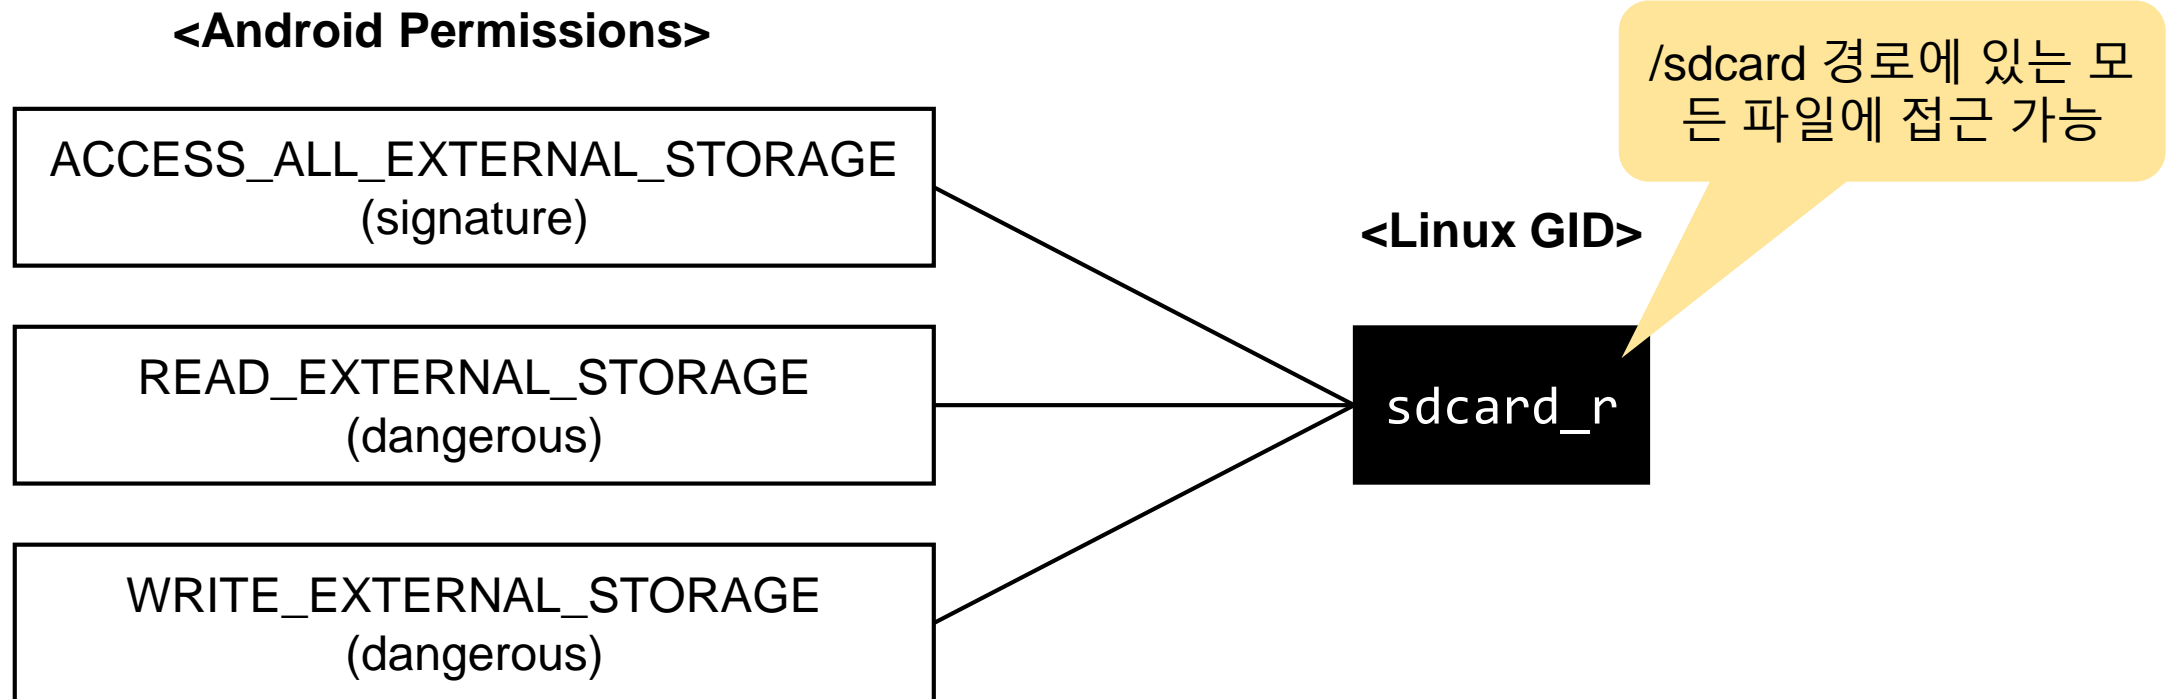 <Android Permissions>
/sdcard 경로에 있는 모
든 파일에 접근 가능
ACCESS_ALL_EXTERNAL_STORAGE
(signature)
<Linux GID>
READ_EXTERNAL_STORAGE
(dangerous)
sdcard_r
WRITE_EXTERNAL_STORAGE
(dangerous)